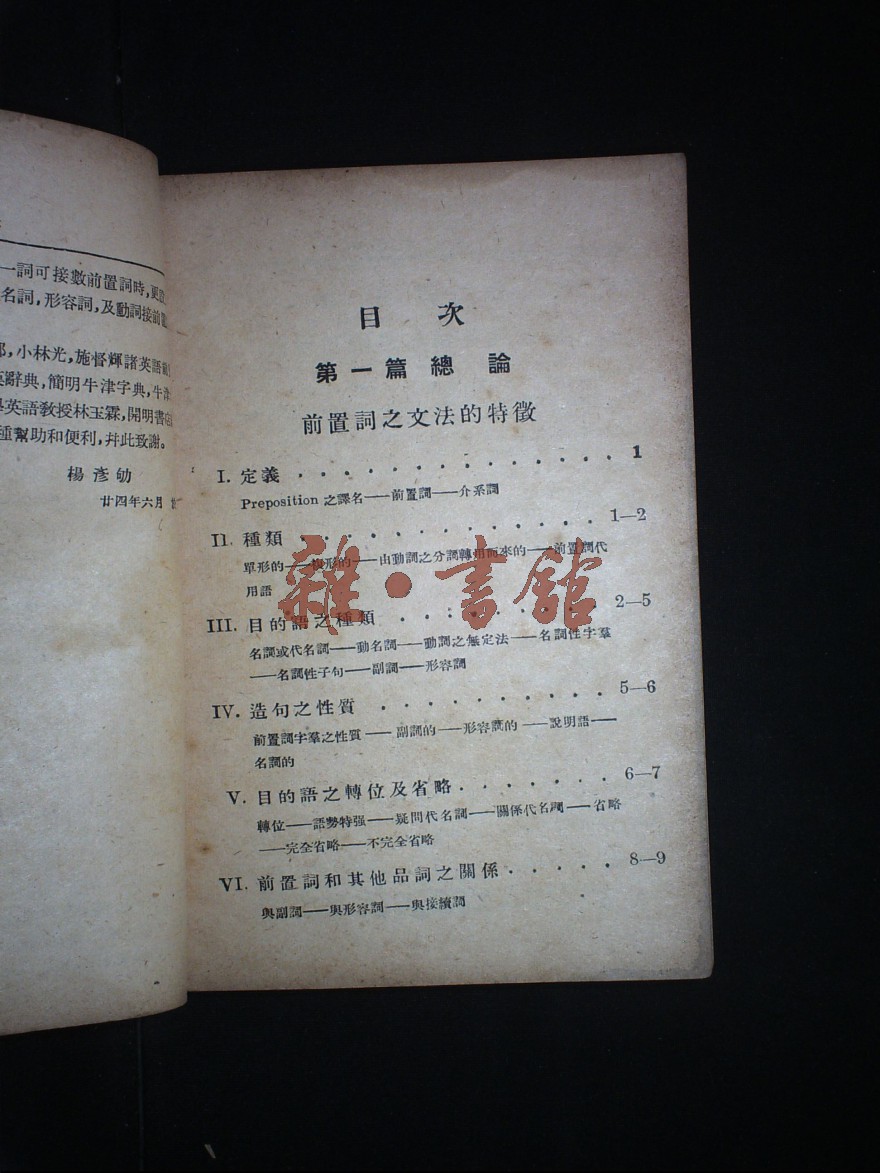 一詞可接數前置詞時,更
名詞,形容詞,及動詞接前
郎,小林光,施督輝諸英語
辭典,簡明牛津字典,牛津
英語教授林玉霖,開明書店
種幫助和便利,幷此致謝。
楊彥劬
廿四年六月
目次
第一篇總論
前置詞之文法的特徵
I. 定義 1
Preposition 之譯名——前置詞——介系詞
II. 種類 1—2
單形的——複形的——由動詞之分詞轉用而來的——前置詞代
用語
III. 目的語之種類 2—5
名詞或代名詞——動名詞——動詞之無定法——名詞性字羣
——名詞性子句——副詞——形容詞
IV. 造句之性質 5—6
前置詞字羣之性質——副詞的——形容詞的——說明語——
名詞的
V. 目的語之轉位及省略 6—7
轉位——語勢特强——疑問代名詞——關係代名詞——省略
——完全省略——不完全省略
VI. 前置詞和其他品詞之關係 8—9
與副詞——與形容詞——與接續詞
雜·書館